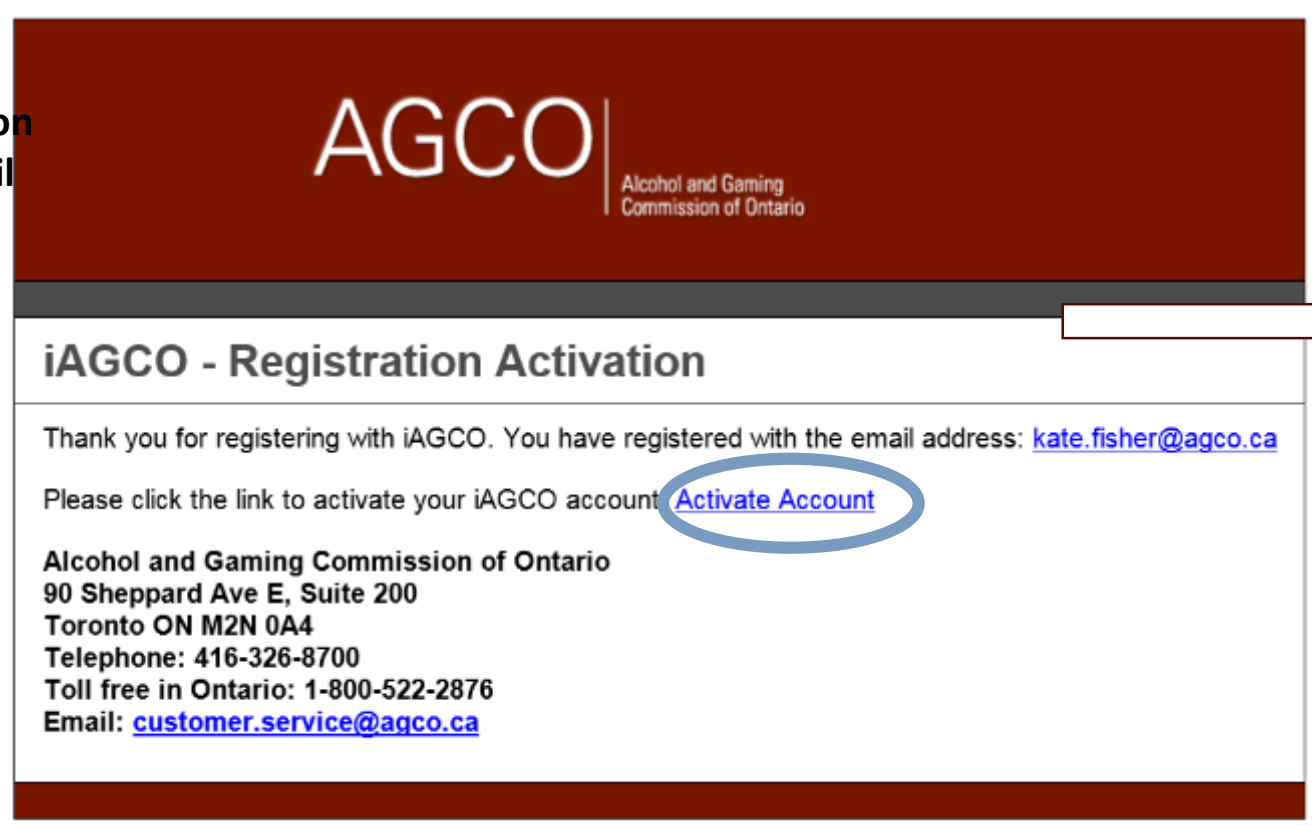 on
il
AGCO
Alcohol and Gaming
Commission of Ontario
iAGCO - Registration Activation
Thank you for registering with iAGCO. You have registered with the email address: kate.fisher@agco.ca
Please click the link to activate your iAGCO account Activate Account
Alcohol and Gaming Commission of Ontario
90 Sheppard Ave E, Suite 200
Toronto ON M2N 0A4
Telephone: 416-326-8700
Toll free in Ontario: 1-800-522-2876
Email: customer.service@agco.ca